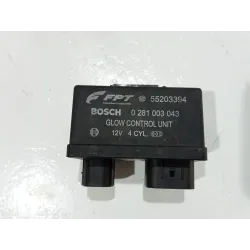 FPT 55203394
BOSCH 0 281 003 043
GLOW CONTROL UNIT
12V 4 CYL.